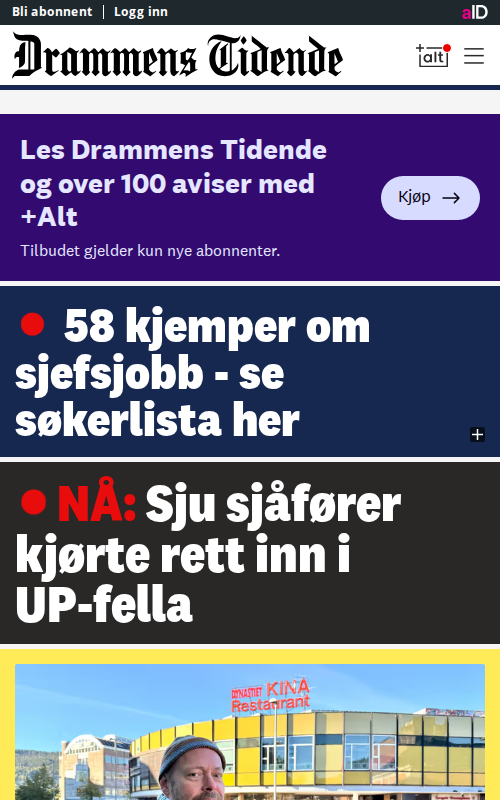 Bli abonnent | Logg inn
aID
Drammens Tidende
+alt
Les Drammens Tidende
og over 100 aviser med
+Alt
Kjøp →
Tilbudet gjelder kun nye abonnenter.
58 kjemper om
sjefsjobb - se
søkerlista her
+
NÅ: Sju sjåfører
kjørte rett inn i
UP-fella
DYNASTIET KINA
Restaurant